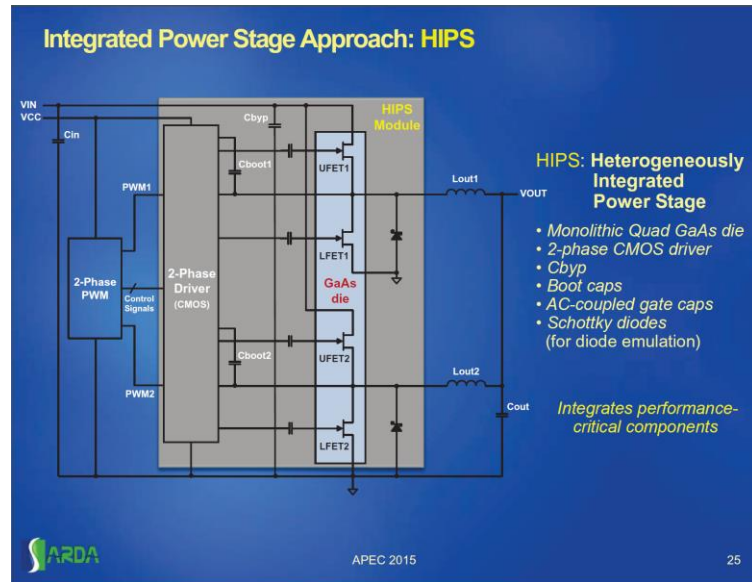 Integrated Power Stage Approach: HIPS
VIN
VCC
Cin
Cbyp
HIPS
Module
Cboot1
UFET1
Lout1
VOUT
PWM1
LFET1
2-Phase
PWM
Control
Signals
2-Phase
Driver
(CMOS)
GaAs
die
Cboot2
UFET2
Lout2
PWM2
LFET2
Cout
HIPS: Heterogeneously
Integrated
Power Stage
• Monolithic Quad GaAs die
• 2-phase CMOS driver
• Cbyp
• Boot caps
• AC-coupled gate caps
• Schottky diodes
(for diode emulation)
Integrates performance-
critical components
SARDA
APEC 2015
25